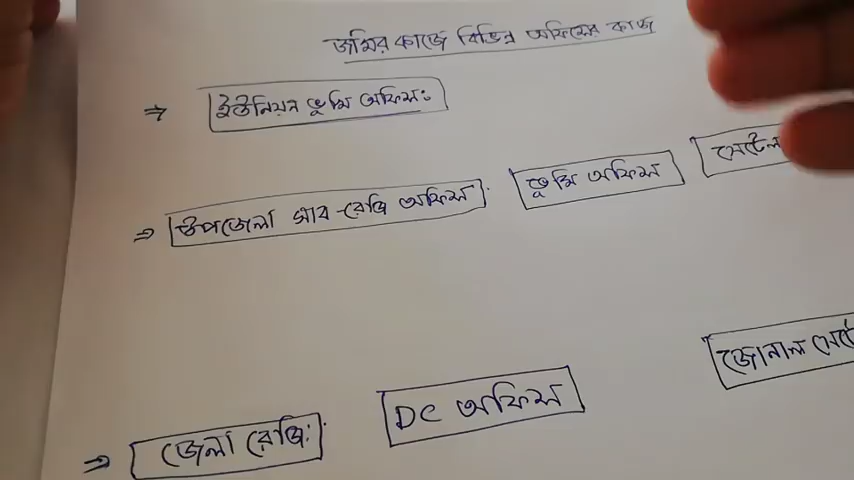 জমির কাজে বিভিন্ন অফিসের কাজ
⇒ ইউনিয়ন ভূমি অফিসঃ
⇒ উপজেলা সাব-রেজি অফিস ভূমি অফিস সেটেল
⇒ জেলা রেজিঃ DC অফিস জোনাল সেটে